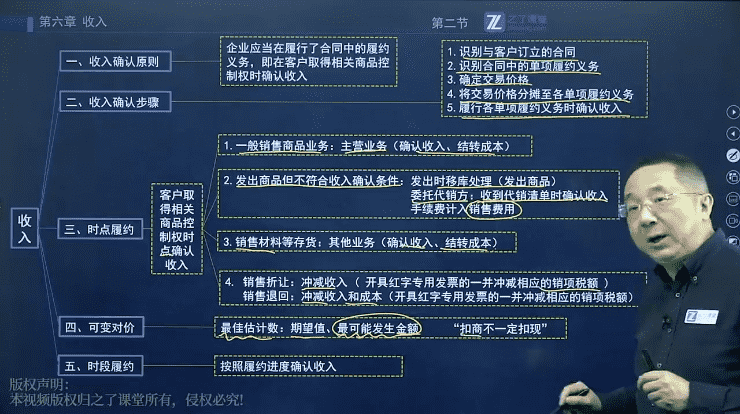 第六章 收入
第二节
之了课堂
一、收入确认原则
企业应当在履行了合同中的履约
义务，即在客户取得相关商品控
制权时确认收入
二、收入确认步骤
1. 识别与客户订立的合同
2. 识别合同中的单项履约义务
3. 确定交易价格
4. 将交易价格分摊至各单项履约义务
5. 履行各单项履约义务时确认收入
收入
三、时点履约
客户取
得相关
商品控
制权时
点确认
收入
1. 一般销售商品业务：主营业务（确认收入、结转成本）
2. 发出商品但不符合收入确认条件：发出时移库处理（发出商品）
委托代销方：收到代销清单时确认收入
手续费计入销售费用
3. 销售材料等存货：其他业务（确认收入、结转成本）
4. 销售折让：冲减收入（ 开具红字专用发票的一并冲减相应的销项税额 ）
销售退回：冲减收入和成本（开具红字专用发票的一并冲减相应的销项税额）
四、可变对价
最佳估计数：期望值、最可能发生金额 “扣商不一定扣现”
五、时段履约
按照履约进度确认收入
版权声明：
本视频版权归之了课堂所有，侵权必究！
之了课堂